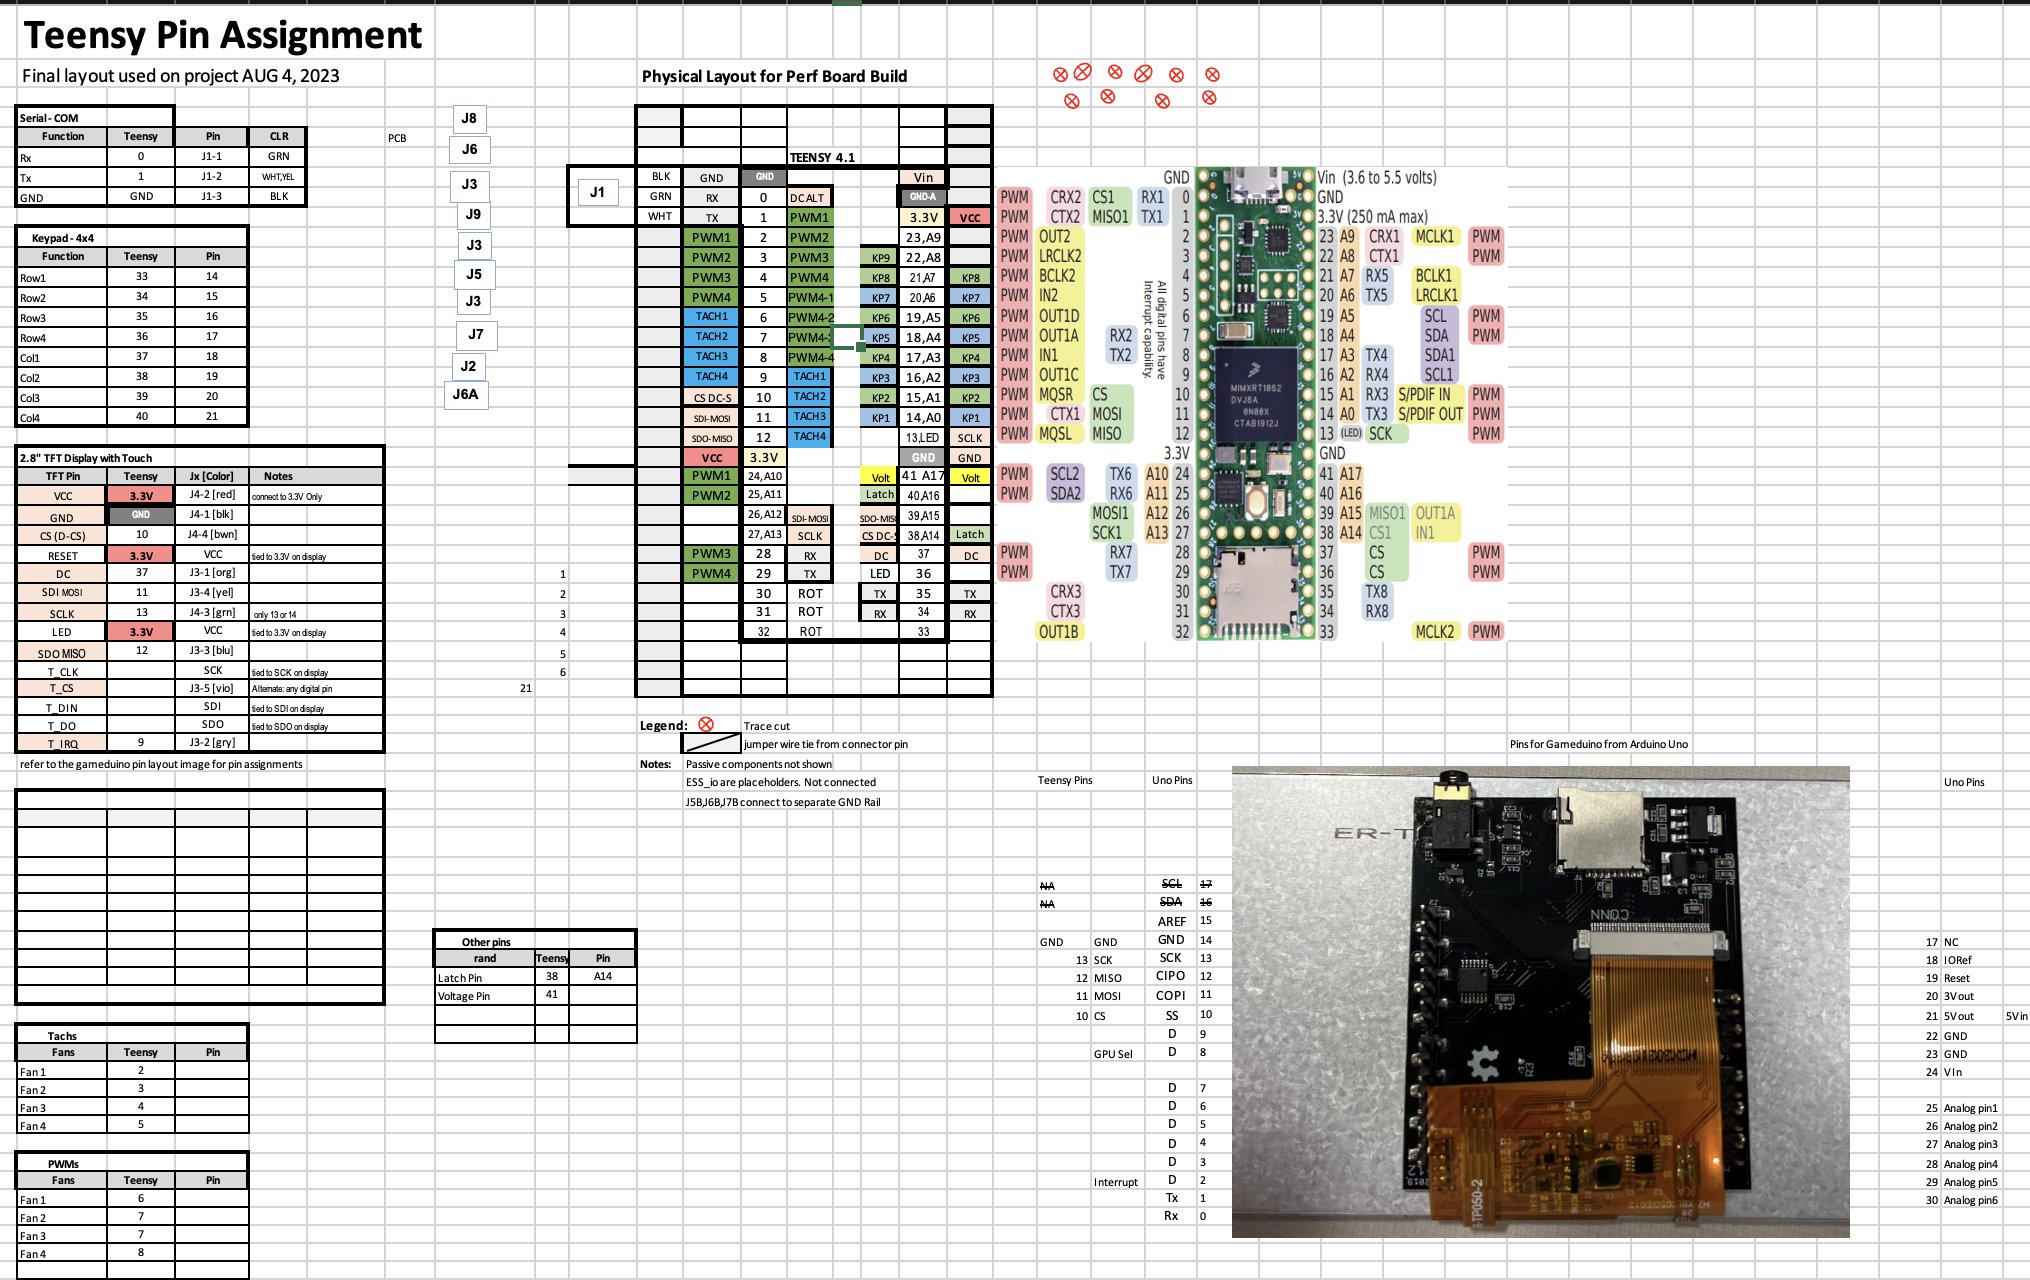 Teensy Pin Assignment
Final layout used on project AUG 4, 2023
Physical Layout for Perf Board Build
Serial - COM
Function Teensy Pin CLR
Rx 0 J1-1 GRN
Tx 1 J1-2 WHT,YEL
GND GND J1-3 BLK
PCB
Keypad - 4x4
Function Teensy Pin
Row1 33 14
Row2 34 15
Row3 35 16
Row4 36 17
Col1 37 18
Col2 38 19
Col3 39 20
Col4 40 21
2.8" TFT Display with Touch
TFT Pin Teensy Jx [Color] Notes
VCC 3.3V J4-2 [red] connect to 3.3V Only
GND GND J4-1 [blk]
CS (D-CS) 10 J4-4 [bwn]
RESET 3.3V VCC tied to 3.3V on display
DC 37 J3-1 [org]
SDI MOSI 11 J3-4 [yel]
SCLK 13 J4-3 [grn] only 13 or 14
LED 3.3V VCC tied to 3.3V on display
SDO MISO 12 J3-3 [blu]
T_CLK SCK tied to SCK on display
T_CS J3-5 [vio] Alternate: any digital pin
T_DIN SDI tied to SDI on display
T_DO SDO tied to SDO on display
T_IRQ 9 J3-2 [gry]
refer to the gameduino pin layout image for pin assignments
Tachs
Fans Teensy Pin
Fan 1 2
Fan 2 3
Fan 3 4
Fan 4 5
PWMs
Fans Teensy Pin
Fan 1 6
Fan 2 7
Fan 3 7
Fan 4 8
J8
J6
J3
J9
J3
J5
J3
J7
J2
J6A
1
2
3
4
5
6
21
Other pins
rand Teensy Pin
Latch Pin 38 A14
Voltage Pin 41
J1
TEENSY 4.1
BLK GND GND Vin
GRN RX 0 DC ALT GND-A
WHT TX 1 PWM1 3.3V VCC
PWM1 2 PWM2 23,A9
PWM2 3 PWM3 KP9 22,A8
PWM3 4 PWM4 KP8 21,A7 KP8
PWM4 5 PWM4-1 KP7 20,A6 KP7
TACH1 6 PWM4-2 KP6 19,A5 KP6
TACH2 7 PWM4-3 KP5 18,A4 KP5
TACH3 8 PWM4-4 KP4 17,A3 KP4
TACH4 9 TACH1 KP3 16,A2 KP3
CS DC-S 10 TACH2 KP2 15,A1 KP2
SDI-MOSI 11 TACH3 KP1 14,A0 KP1
SDO-MISO 12 TACH4 13,LED SCLK
VCC 3.3V GND GND
PWM1 24,A10 Volt 41 A17 Volt
PWM2 25,A11 Latch 40,A16
26,A12 SDI-MOSI SDO-MISO 39,A15
27,A13 SCLK CS DC-S 38,A14 Latch
PWM3 28 RX DC 37 DC
PWM4 29 TX LED 36
30 ROT TX 35 TX
31 ROT RX 34 RX
32 ROT 33
Legend: Trace cut
jumper wire tie from connector pin
Notes: Passive components not shown
ESS_io are placeholders. Not connected
J5B,J6B,J7B connect to separate GND Rail
GND Vin (3.6 to 5.5 volts)
PWM CRX2 CS1 RX1 0 GND
PWM CTX2 MISO1 TX1 1 3.3V (250 mA max)
PWM OUT2 2 23 A9 CRX1 MCLK1 PWM
PWM LRCLK2 3 22 A8 CTX1 PWM
PWM BCLK2 4 21 A7 RX5 BCLK1
PWM IN2 5 20 A6 TX5 LRCLK1
PWM OUT1D 6 19 A5 SCL PWM
PWM OUT1A RX2 7 18 A4 SDA PWM
PWM IN1 TX2 8 17 A3 TX4 SDA1
PWM OUT1C 9 16 A2 RX4 SCL1
PWM MQSR CS 10 15 A1 RX3 S/PDIF IN PWM
PWM CTX1 MOSI 11 14 A0 TX3 S/PDIF OUT PWM
PWM MQSL MISO 12 13 (LED) SCK PWM
3.3V GND
PWM SCL2 TX6 A10 24 41 A17
PWM SDA2 RX6 A11 25 40 A16
MOSI1 A12 26 39 A15 MISO1 OUT1A
SCK1 A13 27 38 A14 CS1 IN1
PWM RX7 28 37 CS PWM
PWM TX7 29 36 CS PWM
CRX3 30 35 TX8
CTX3 31 34 RX8
OUT1B 32 33 MCLK2 PWM
All digital pins have
Interrupt capability.
MIMXRT1062
DVJ6A
0N00X
CTAB1912J
Pins for Gameduino from Arduino Uno
Teensy Pins Uno Pins
NA SCL 17
NA SDA 16
AREF 15
GND GND GND 14
13 SCK SCK 13
12 MISO CIPO 12
11 MOSI COPI 11
10 CS SS 10
D 9
GPU Sel D 8
D 7
D 6
D 5
D 4
D 3
Interrupt D 2
Tx 1
Rx 0
ER-T
CONN
R3
-TP050-2
Uno Pins
17 NC
18 IORef
19 Reset
20 3V out
21 5V out 5V in
22 GND
23 GND
24 V In
25 Analog pin1
26 Analog pin2
27 Analog pin3
28 Analog pin4
29 Analog pin5
30 Analog pin6